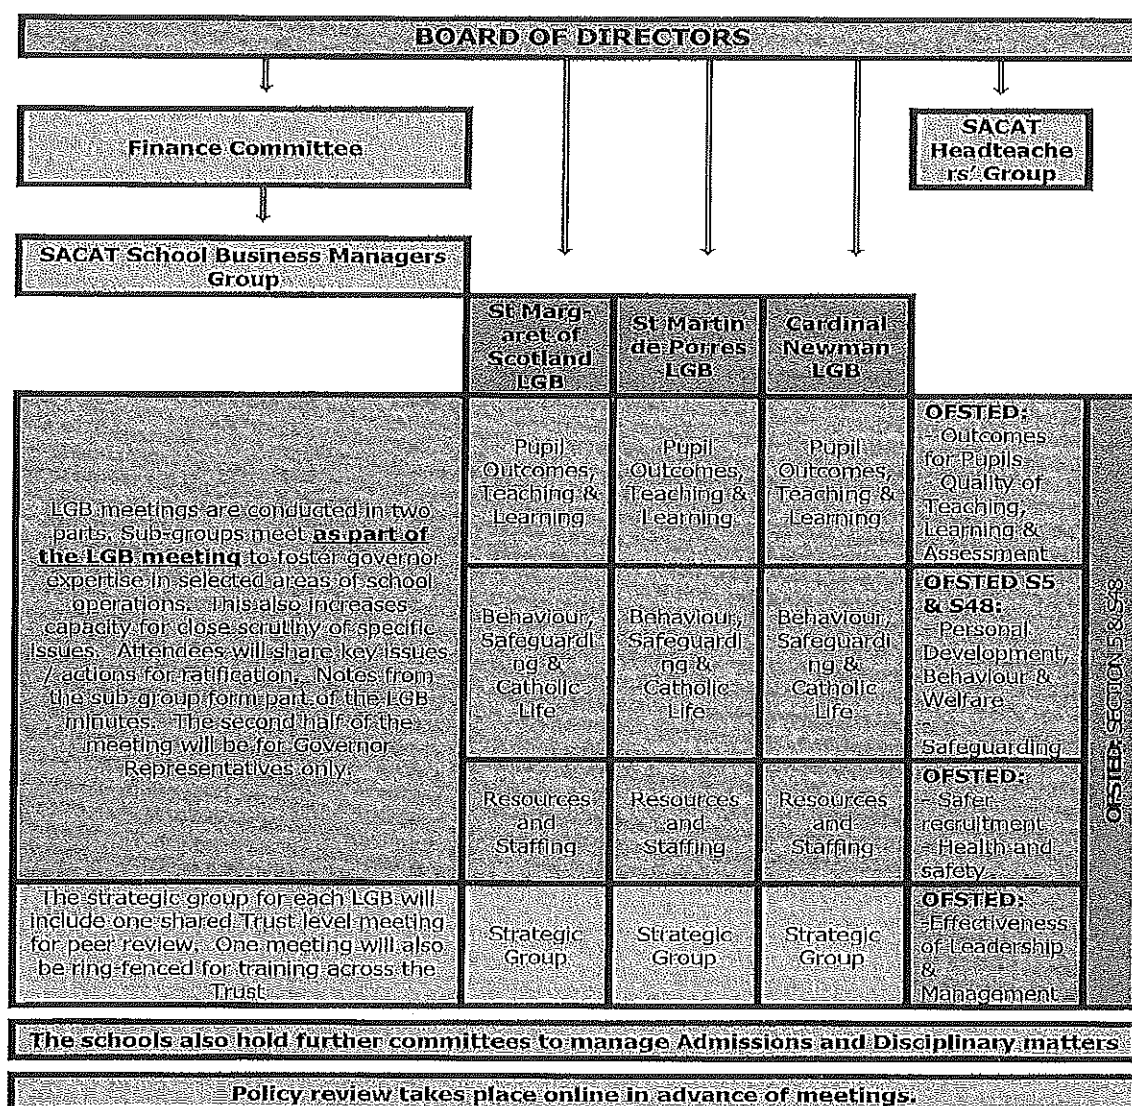 BOARD OF DIRECTORS
Finance Committee
SACAT
Headteache
rs' Group
SACAT School Business Managers
Group
St Marg-
aret of
Scotland
LGB
St Martin
de Porres
LGB
Cardinal
Newman
LGB
LGB meetings are conducted in two
parts. Sub-groups meet as part of
the LGB meeting to foster governor
expertise in selected areas of school
operations. This also increases
capacity for close scrutiny of specific
issues. Attendees will share key issues
/ actions for ratification. Notes from
the sub-group form part of the LGB
minutes. The second half of the
meeting will be for Governor
Representatives only.
Pupil
Outcomes,
Teaching &
Learning
Pupil
Outcomes,
Teaching &
Learning
Pupil
Outcomes,
Teaching &
Learning
OFSTED:
- Outcomes
for Pupils
- Quality of
Teaching,
Learning &
Assessment
Behaviour,
Safeguardi
ng &
Catholic
Life
Behaviour,
Safeguardi
ng &
Catholic
Life
Behaviour,
Safeguardi
ng &
Catholic
Life
OFSTED S5
& S48:
- Personal
Development,
Behaviour &
Welfare
-
Safeguarding
Resources
and
Staffing
Resources
and
Staffing
Resources
and
Staffing
OFSTED:
- Safer
recruitment
- Health and
safety
OFSTED: SECTION 5 & S48
The strategic group for each LGB will
include one shared Trust level meeting
for peer review. One meeting will also
be ring-fenced for training across the
Trust
Strategic
Group
Strategic
Group
Strategic
Group
OFSTED:
-Effectiveness
of Leadership
&
Management
The schools also hold further committees to manage Admissions and Disciplinary matters
Policy review takes place online in advance of meetings.